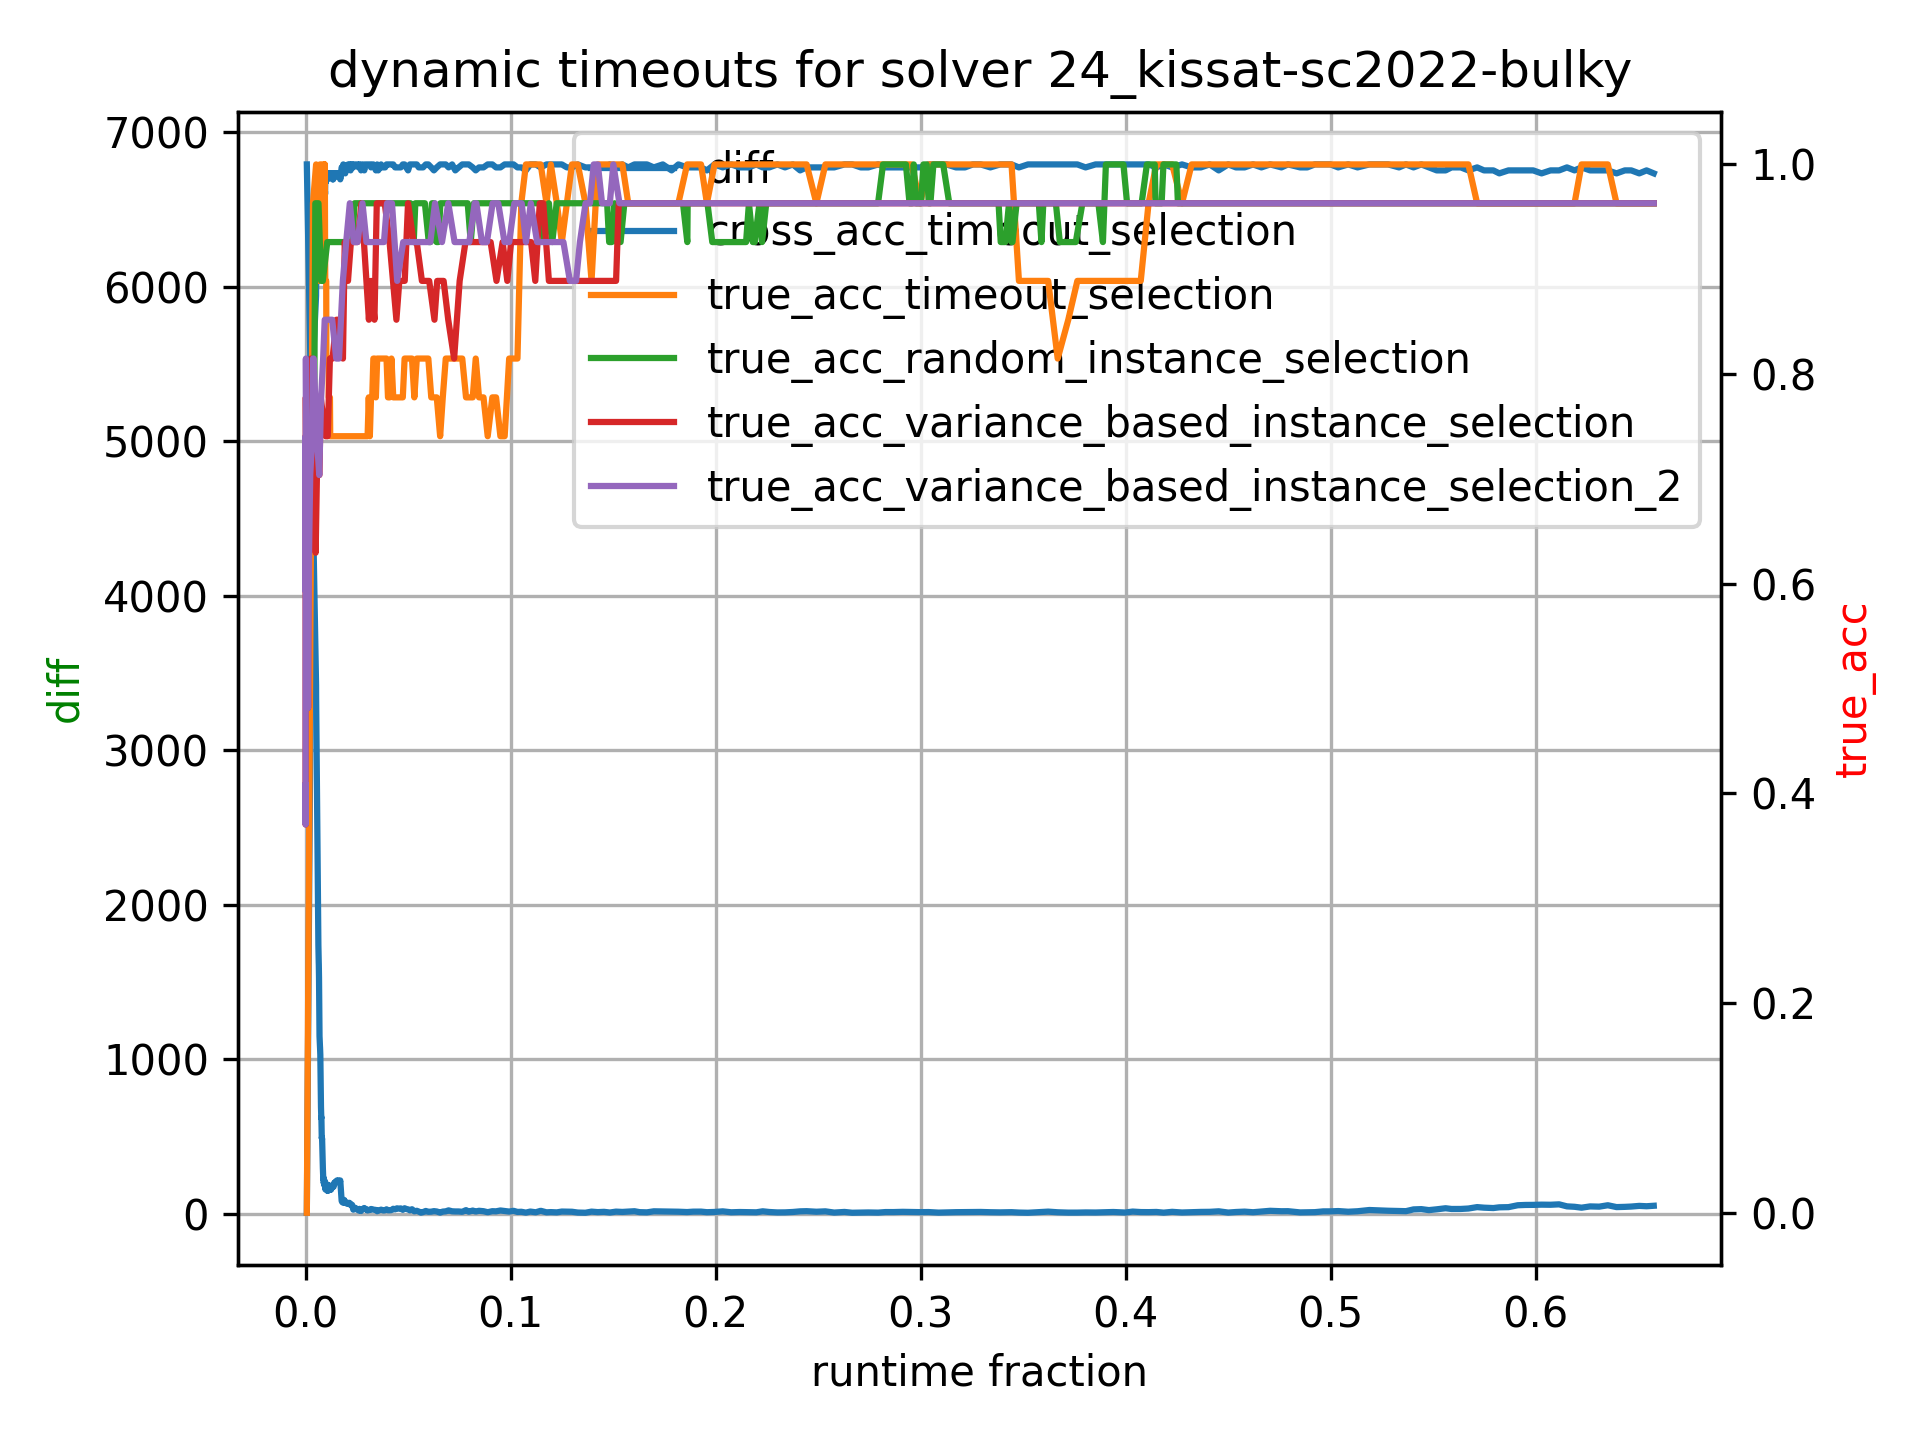 dynamic timeouts for solver 24_kissat-sc2022-bulky
7000
6000
5000
4000
3000
2000
1000
0
diff
1.0
0.8
0.6
0.4
0.2
0.0
true_acc
diff
cross_acc_timeout_selection
true_acc_timeout_selection
true_acc_random_instance_selection
true_acc_variance_based_instance_selection
true_acc_variance_based_instance_selection_2
0.0 0.1 0.2 0.3 0.4 0.5 0.6
runtime fraction